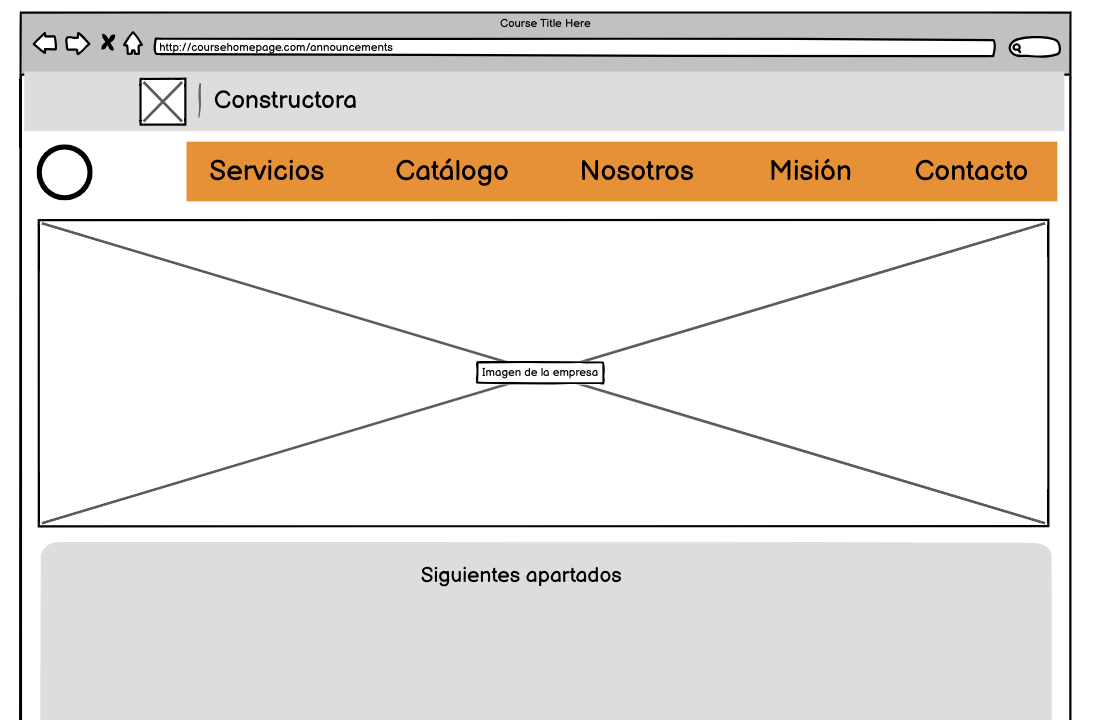 Course Title Here
http://coursehomepage.com/announcements
Constructora
Servicios Catálogo Nosotros Misión Contacto
Imagen de la empresa
Siguientes apartados